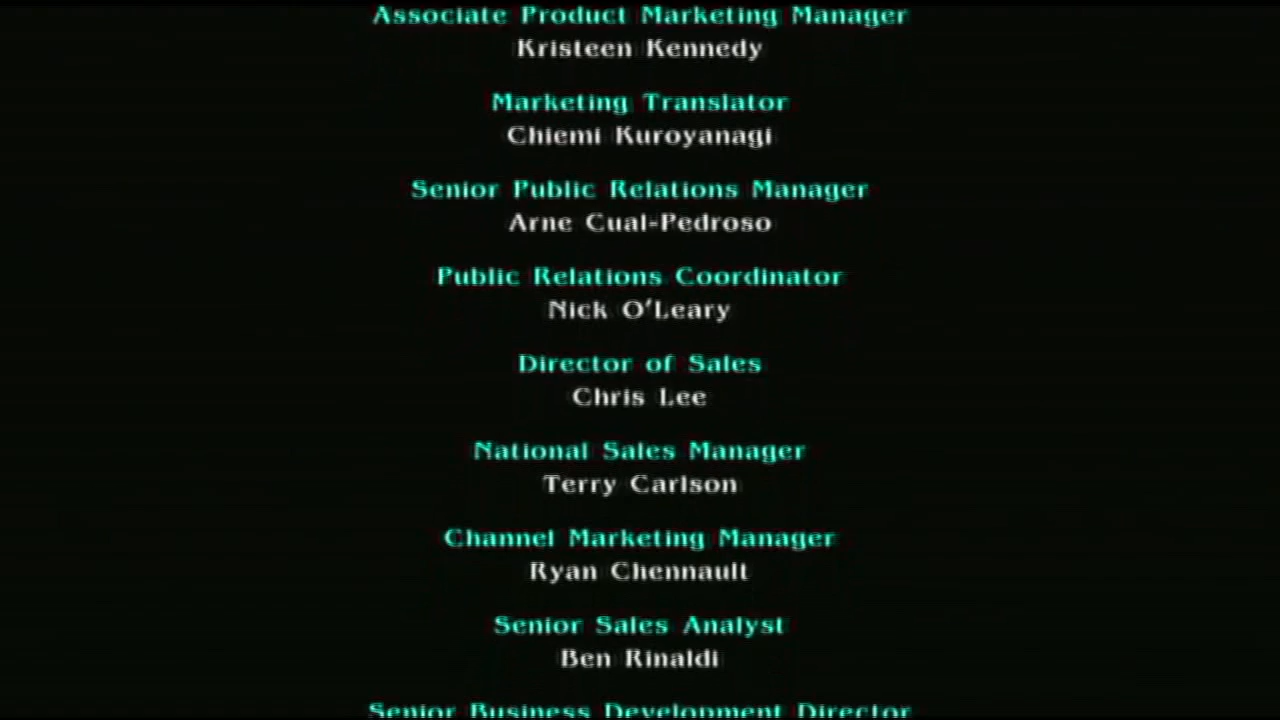 Associate Product Marketing Manager
Kristeen Kennedy
Marketing Translator
Chiemi Kuroyanagi
Senior Public Relations Manager
Arne Cual-Pedroso
Public Relations Coordinator
Nick O'Leary
Director of Sales
Chris Lee
National Sales Manager
Terry Carlson
Channel Marketing Manager
Ryan Chennault
Senior Sales Analyst
Ben Rinaldi
Senior Business Development Director